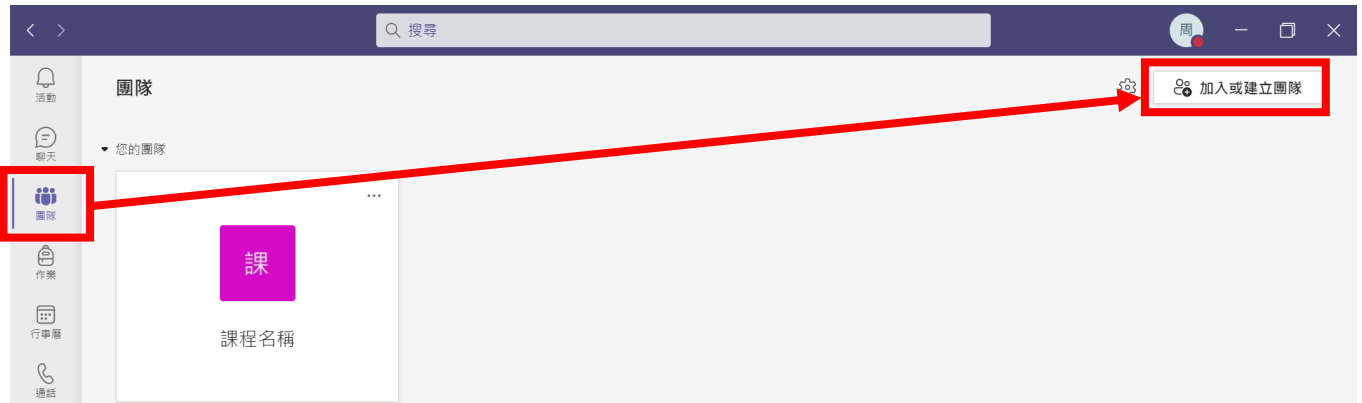 搜尋
周
活動
聊天
團隊
作業
行事曆
通話
團隊
加入或建立團隊
您的團隊
...
課
課程名稱